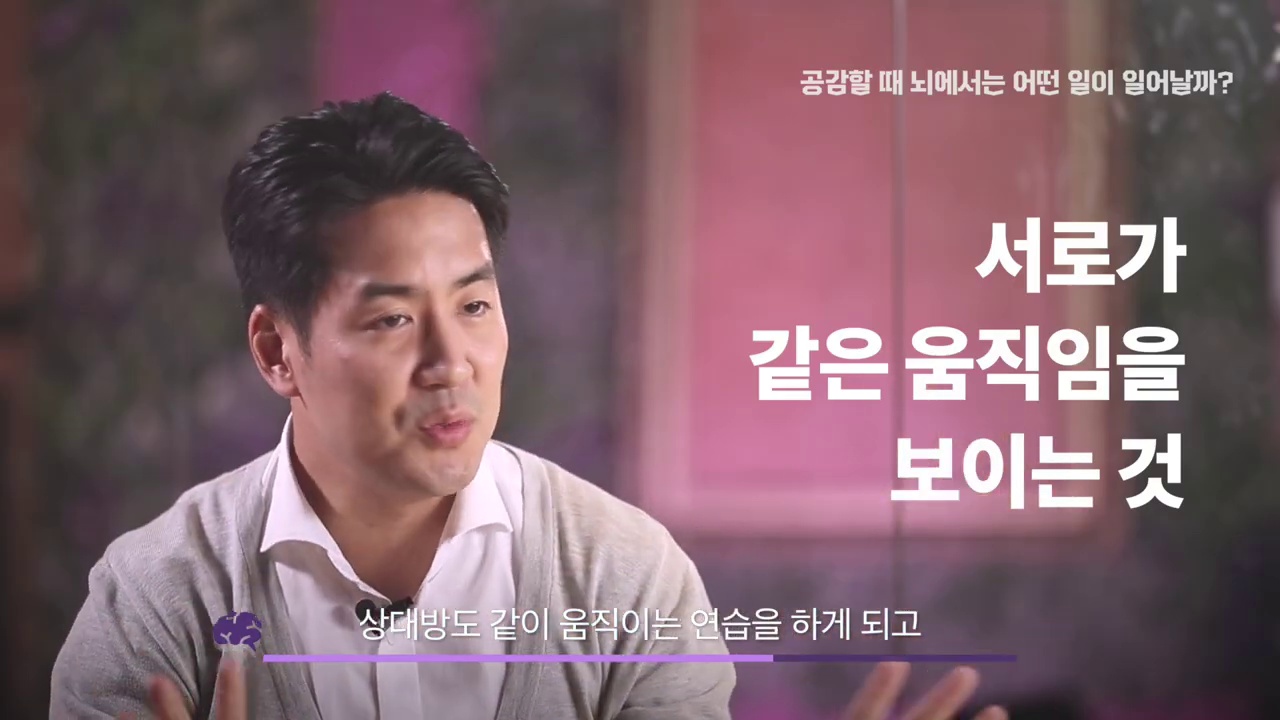 공감할 때 뇌에서는 어떤 일이 일어날까?
서로가
같은 움직임을
보이는 것
상대방도 같이 움직이는 연습을 하게 되고